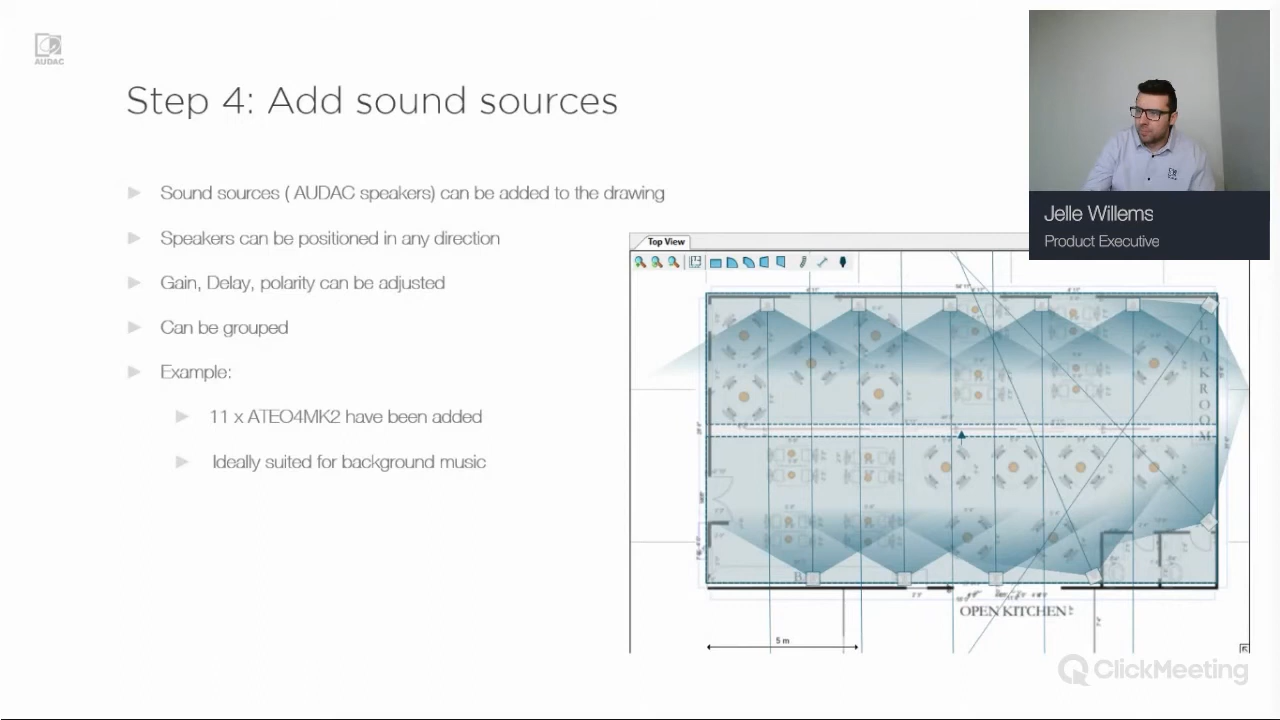 AUDAC
Step 4: Add sound sources
Sound sources ( AUDAC speakers) can be added to the drawing
Speakers can be positioned in any direction
Gain, Delay, polarity can be adjusted
Can be grouped
Example:
11 x ATEO4MK2 have been added
Ideally suited for background music
Jelle Willems
Product Executive
Top View
LOAKROOM
B
OPEN KITCHEN
5 m
ClickMeeting